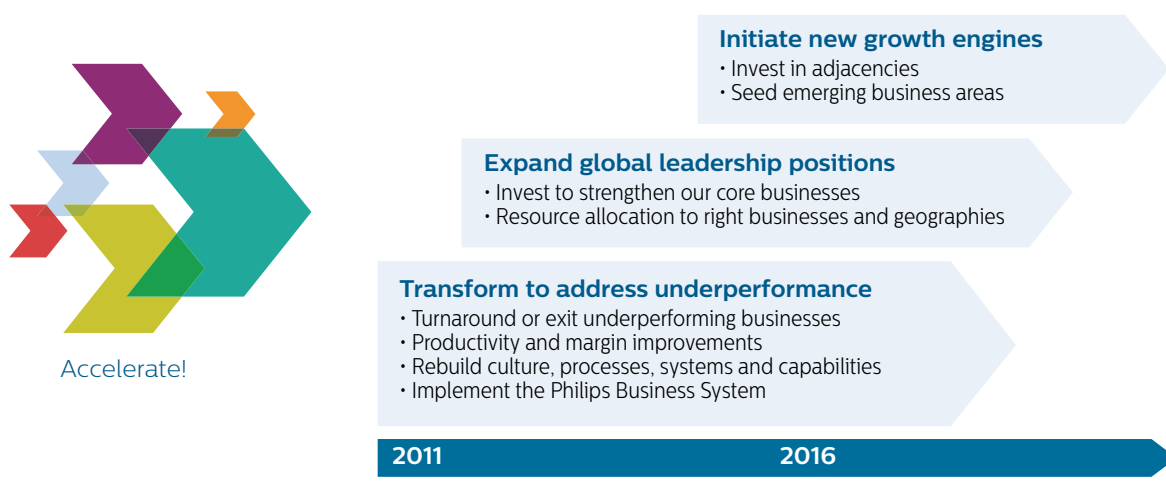 Initiate new growth engines
· Invest in adjacencies
· Seed emerging business areas
Expand global leadership positions
· Invest to strengthen our core businesses
· Resource allocation to right businesses and geographies
Transform to address underperformance
· Turnaround or exit underperforming businesses
· Productivity and margin improvements
· Rebuild culture, processes, systems and capabilities
· Implement the Philips Business System
Accelerate!
2011 2016